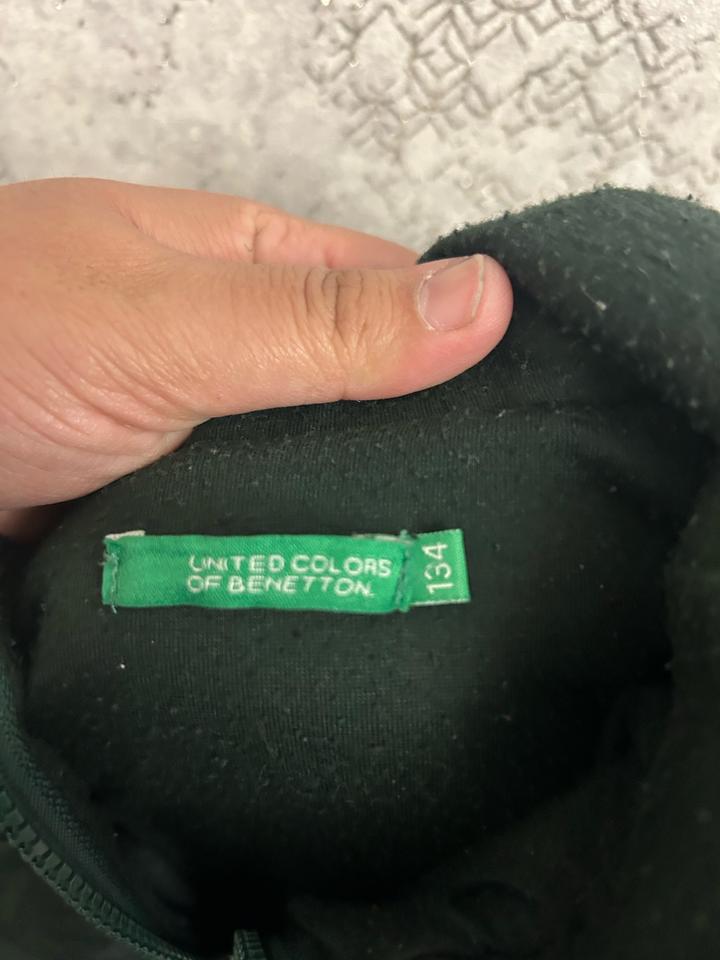 UNITED COLORS
OF BENETTON.
134